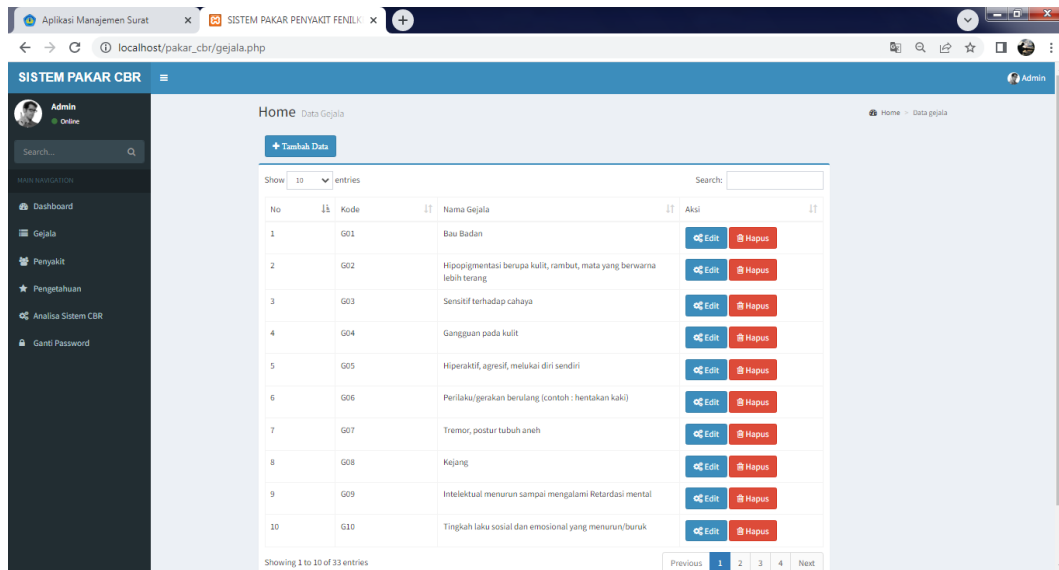 Aplikasi Manajemen Surat
SISTEM PAKAR PENYAKIT FENILK
localhost/pakar_cbr/gejala.php
SISTEM PAKAR CBR
Admin
Admin
Online
Search...
MAIN NAVIGATION
Dashboard
Gejala
Penyakit
Pengetahuan
Analisa Sistem CBR
Ganti Password
Home Data Gejala
Home > Data gejala
Tambah Data
Show 10 entries
Search:
No Kode Nama Gejala Aksi
1 G01 Bau Badan Edit Hapus
2 G02 Hipopigmentasi berupa kulit, rambut, mata yang berwarna
lebih terang Edit Hapus
3 G03 Sensitif terhadap cahaya Edit Hapus
4 G04 Gangguan pada kulit Edit Hapus
5 G05 Hiperaktif, agresif, melukai diri sendiri Edit Hapus
6 G06 Perilaku/gerakan berulang (contoh : hentakan kaki) Edit Hapus
7 G07 Tremor, postur tubuh aneh Edit Hapus
8 G08 Kejang Edit Hapus
9 G09 Intelektual menurun sampai mengalami Retardasi mental Edit Hapus
10 G10 Tingkah laku sosial dan emosional yang menurun/buruk Edit Hapus
Showing 1 to 10 of 33 entries
Previous 1 2 3 4 Next